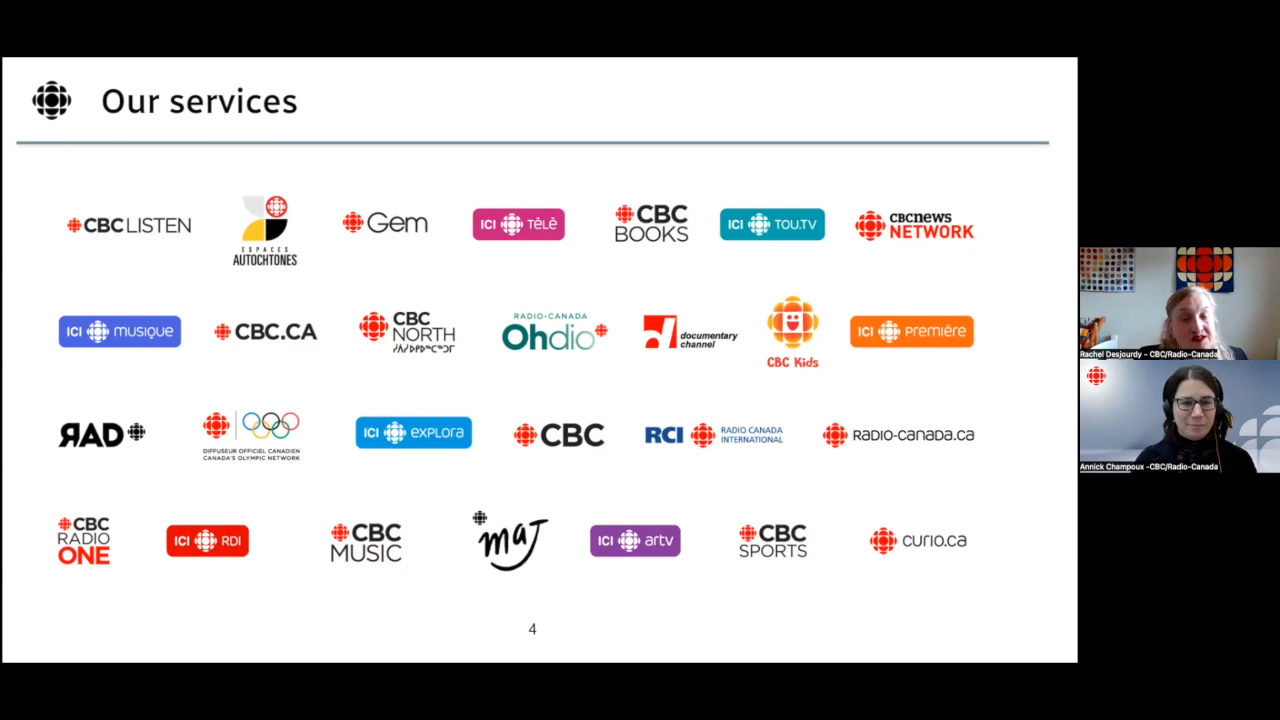 Our services
CBC LISTEN
ESPACES
AUTOCHTONES
Gem
ICI TÉLÉ
CBC
BOOKS
ICI TOU.TV
CBCnews
NETWORK
ICI musique
CBC.CA
CBC
NORTH
RADIO-CANADA
Ohdio
documentary
channel
CBC Kids
ICI PREMIÈRE
RAD
DIFFUSEUR OFFICIEL CANADIEN
CANADA'S OLYMPIC NETWORK
ICI EXPLORA
CBC
RCI RADIO CANADA
INTERNATIONAL
RADIO-CANADA.CA
CBC
RADIO
ONE
ICI RDI
CBC
MUSIC
MAJ
ICI artv
CBC
SPORTS
curio.ca
4
Rachel Desjourdy - CBC/Radio-Canada
Annick Champoux -CBC/Radio-Canada